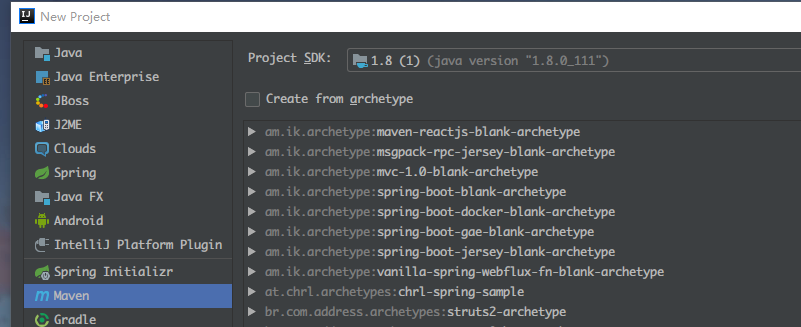 New Project
Java
Java Enterprise
JBoss
J2ME
Clouds
Spring
Java FX
Android
IntelliJ Platform Plugin
Spring Initializr
Maven
Gradle
Project SDK: 1.8 (1) (java version "1.8.0_111")
Create from archetype
am.ik.archetype:maven-reactjs-blank-archetype
am.ik.archetype:msgpack-rpc-jersey-blank-archetype
am.ik.archetype:mvc-1.0-blank-archetype
am.ik.archetype:spring-boot-blank-archetype
am.ik.archetype:spring-boot-docker-blank-archetype
am.ik.archetype:spring-boot-gae-blank-archetype
am.ik.archetype:spring-boot-jersey-blank-archetype
am.ik.archetype:vanilla-spring-webflux-fn-blank-archetype
at.chrl.archetypes:chrl-spring-sample
br.com.address.archetypes:struts2-archetype